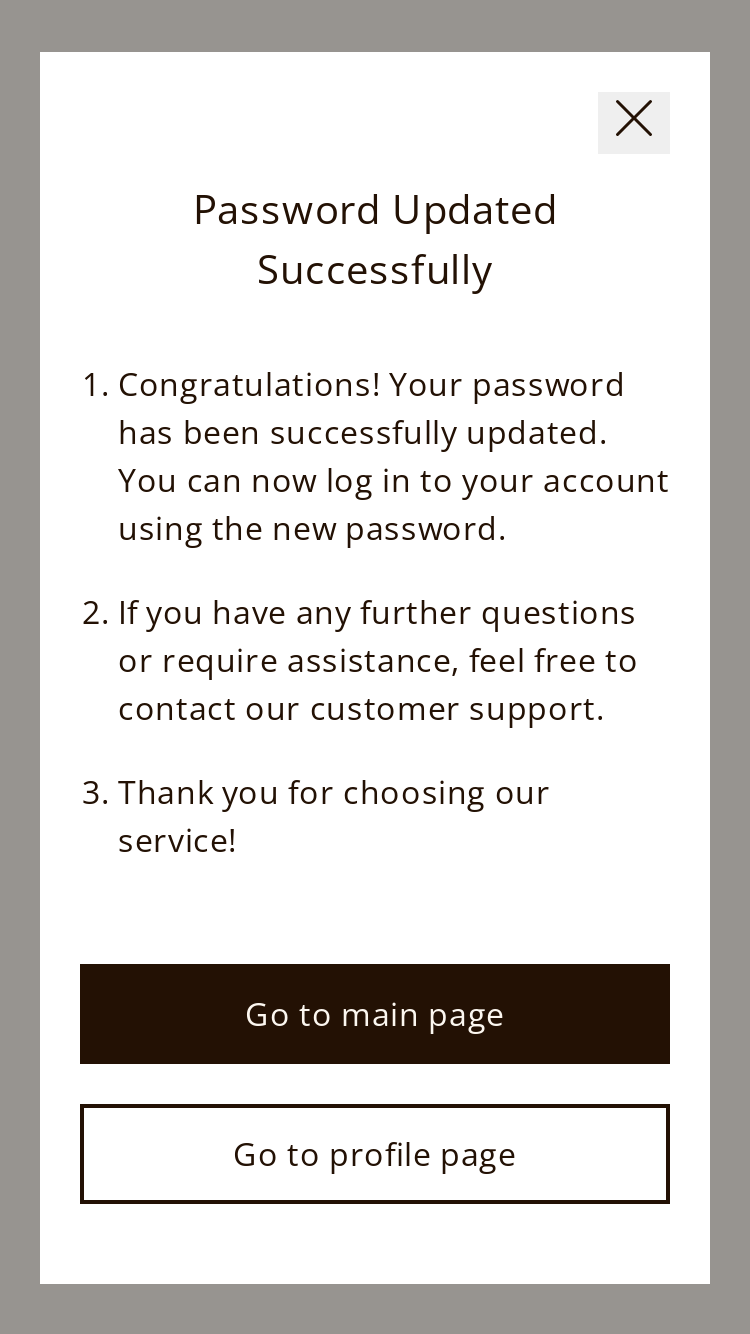 Password Updated
Successfully
1. Congratulations! Your password
has been successfully updated.
You can now log in to your account
using the new password.
2. If you have any further questions
or require assistance, feel free to
contact our customer support.
3. Thank you for choosing our
service!
Go to main page
Go to profile page